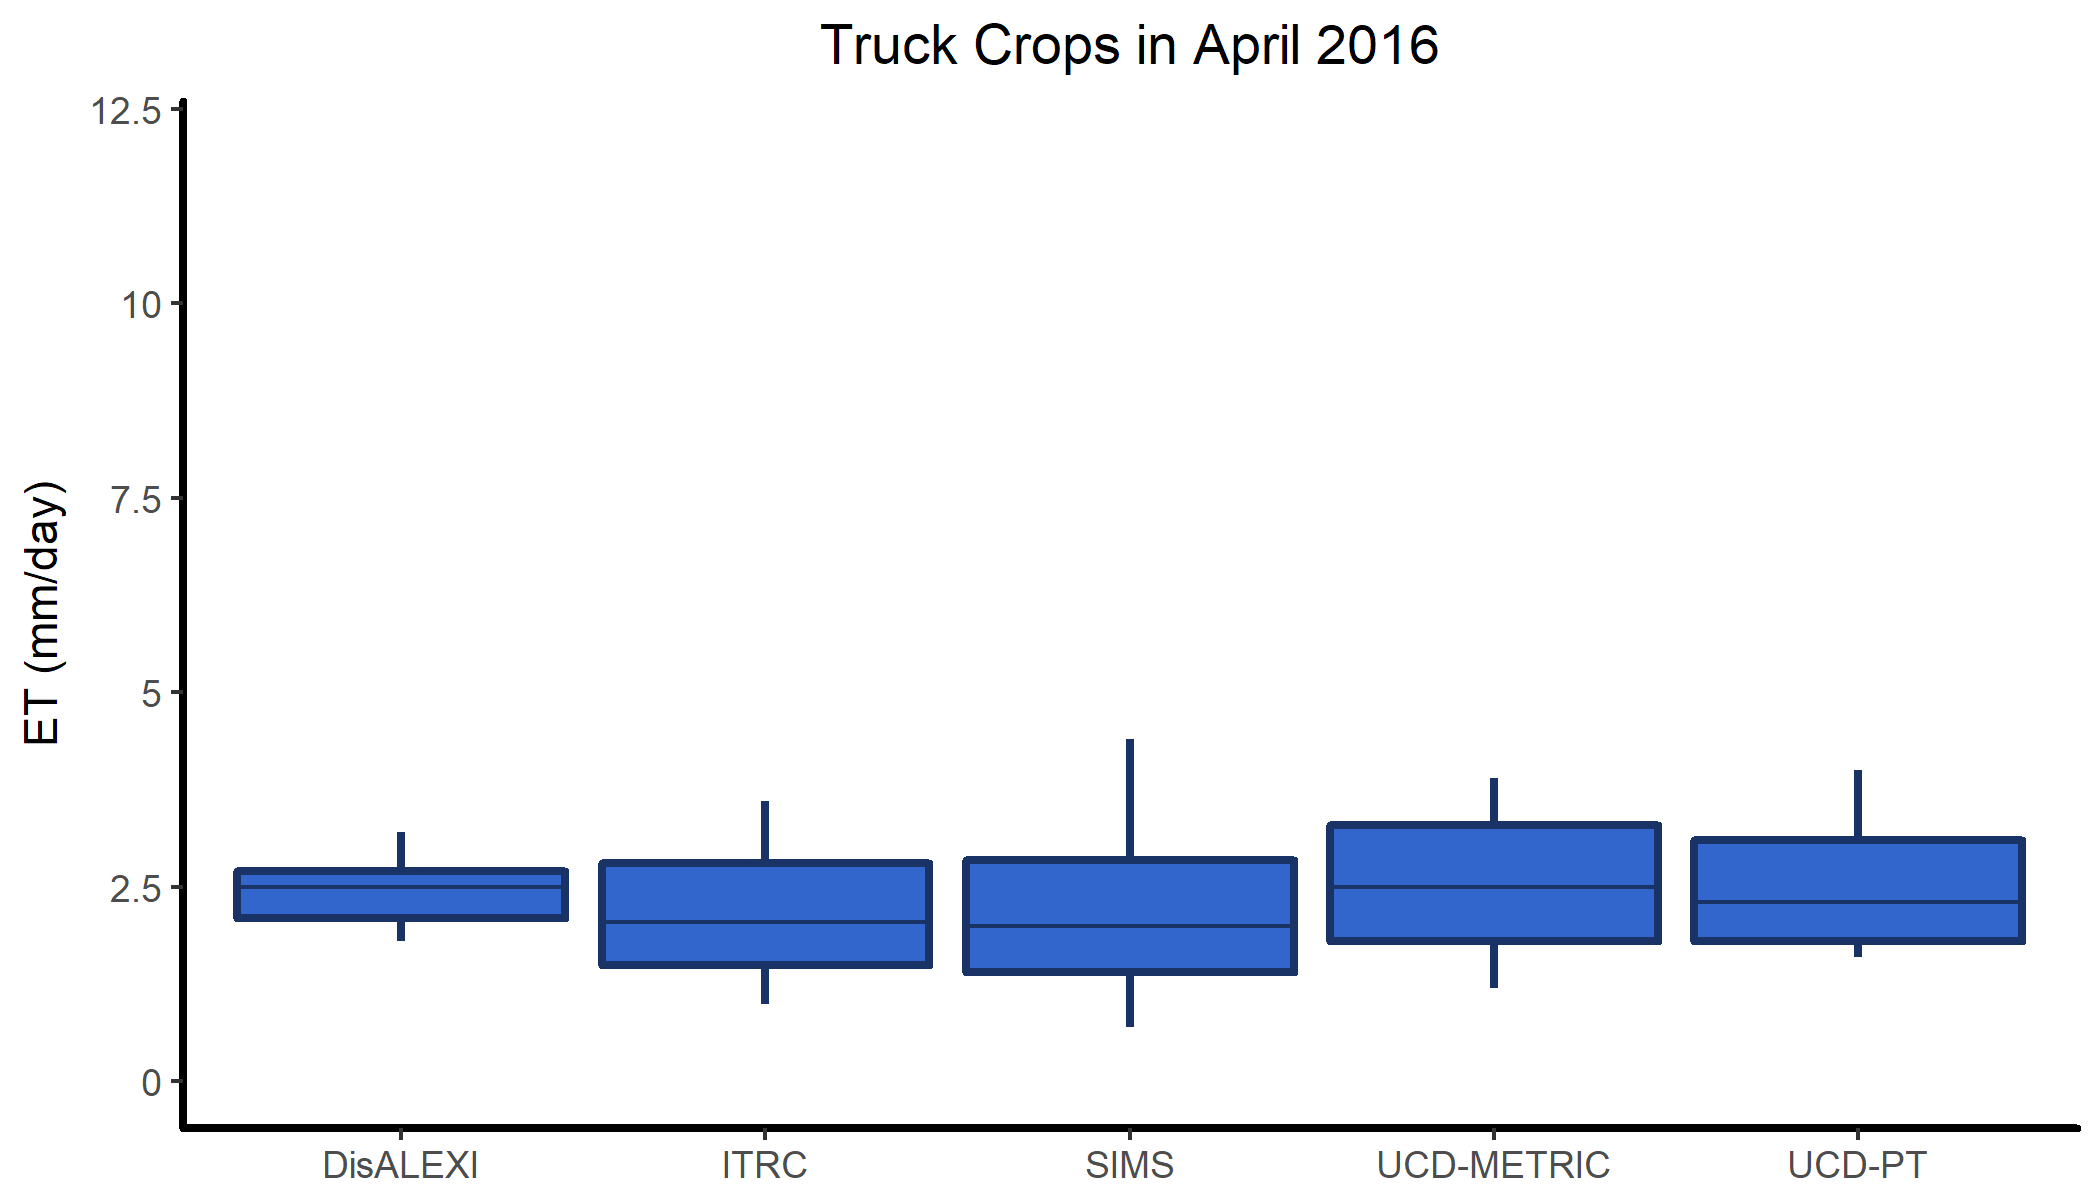 Truck Crops in April 2016
ET (mm/day)
12.5
10
7.5
5
2.5
0
DisALEXI
ITRC
SIMS
UCD-METRIC
UCD-PT